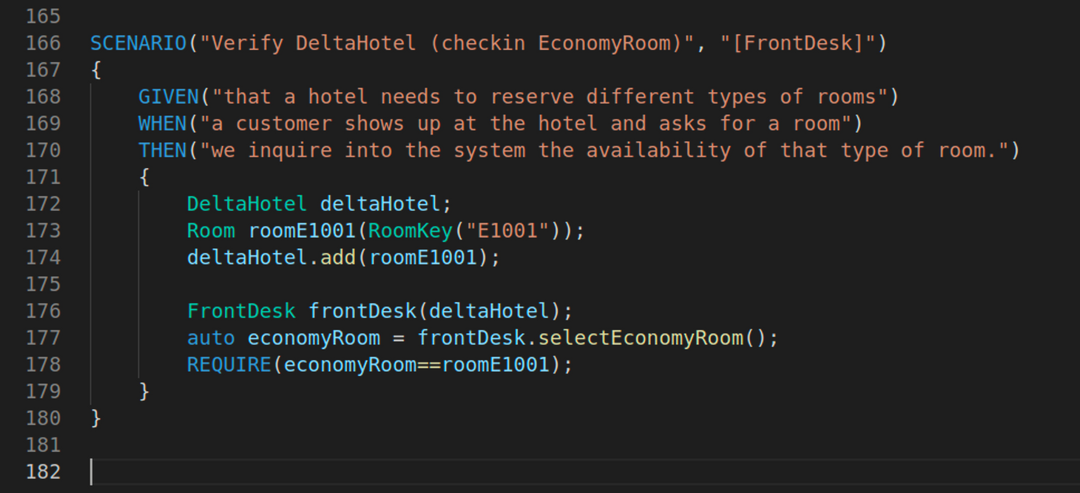 165
166 SCENARIO("Verify DeltaHotel (checkin EconomyRoom)", "[FrontDesk]")
167 {
168     GIVEN("that a hotel needs to reserve different types of rooms")
169     WHEN("a customer shows up at the hotel and asks for a room")
170     THEN("we inquire into the system the availability of that type of room.")
171     {
172         DeltaHotel deltaHotel;
173         Room roomE1001(RoomKey("E1001"));
174         deltaHotel.add(roomE1001);
175
176         FrontDesk frontDesk(deltaHotel);
177         auto economyRoom = frontDesk.selectEconomyRoom();
178         REQUIRE(economyRoom==roomE1001);
179     }
180 }
181
182